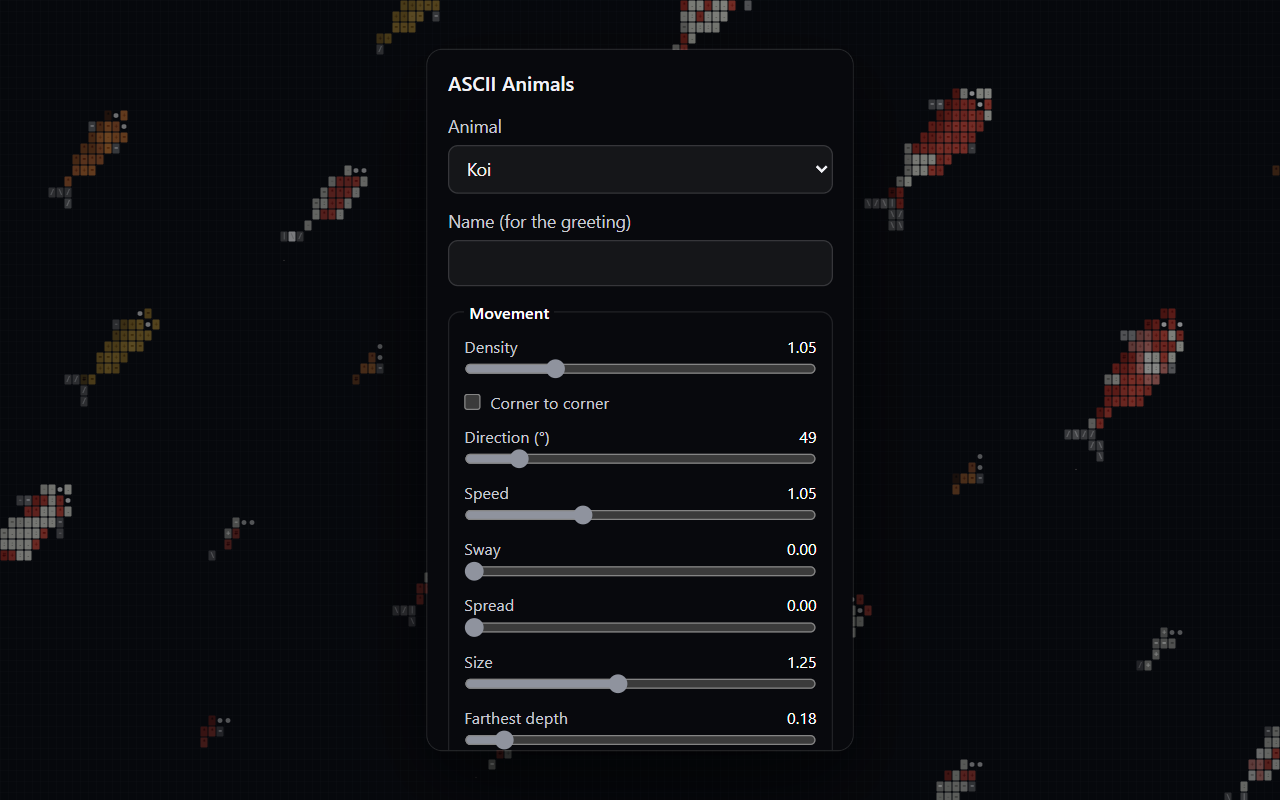 ASCII Animals
Animal
Koi
Name (for the greeting)
Movement
Density 1.05
Corner to corner
Direction (°) 49
Speed 1.05
Sway 0.00
Spread 0.00
Size 1.25
Farthest depth 0.18